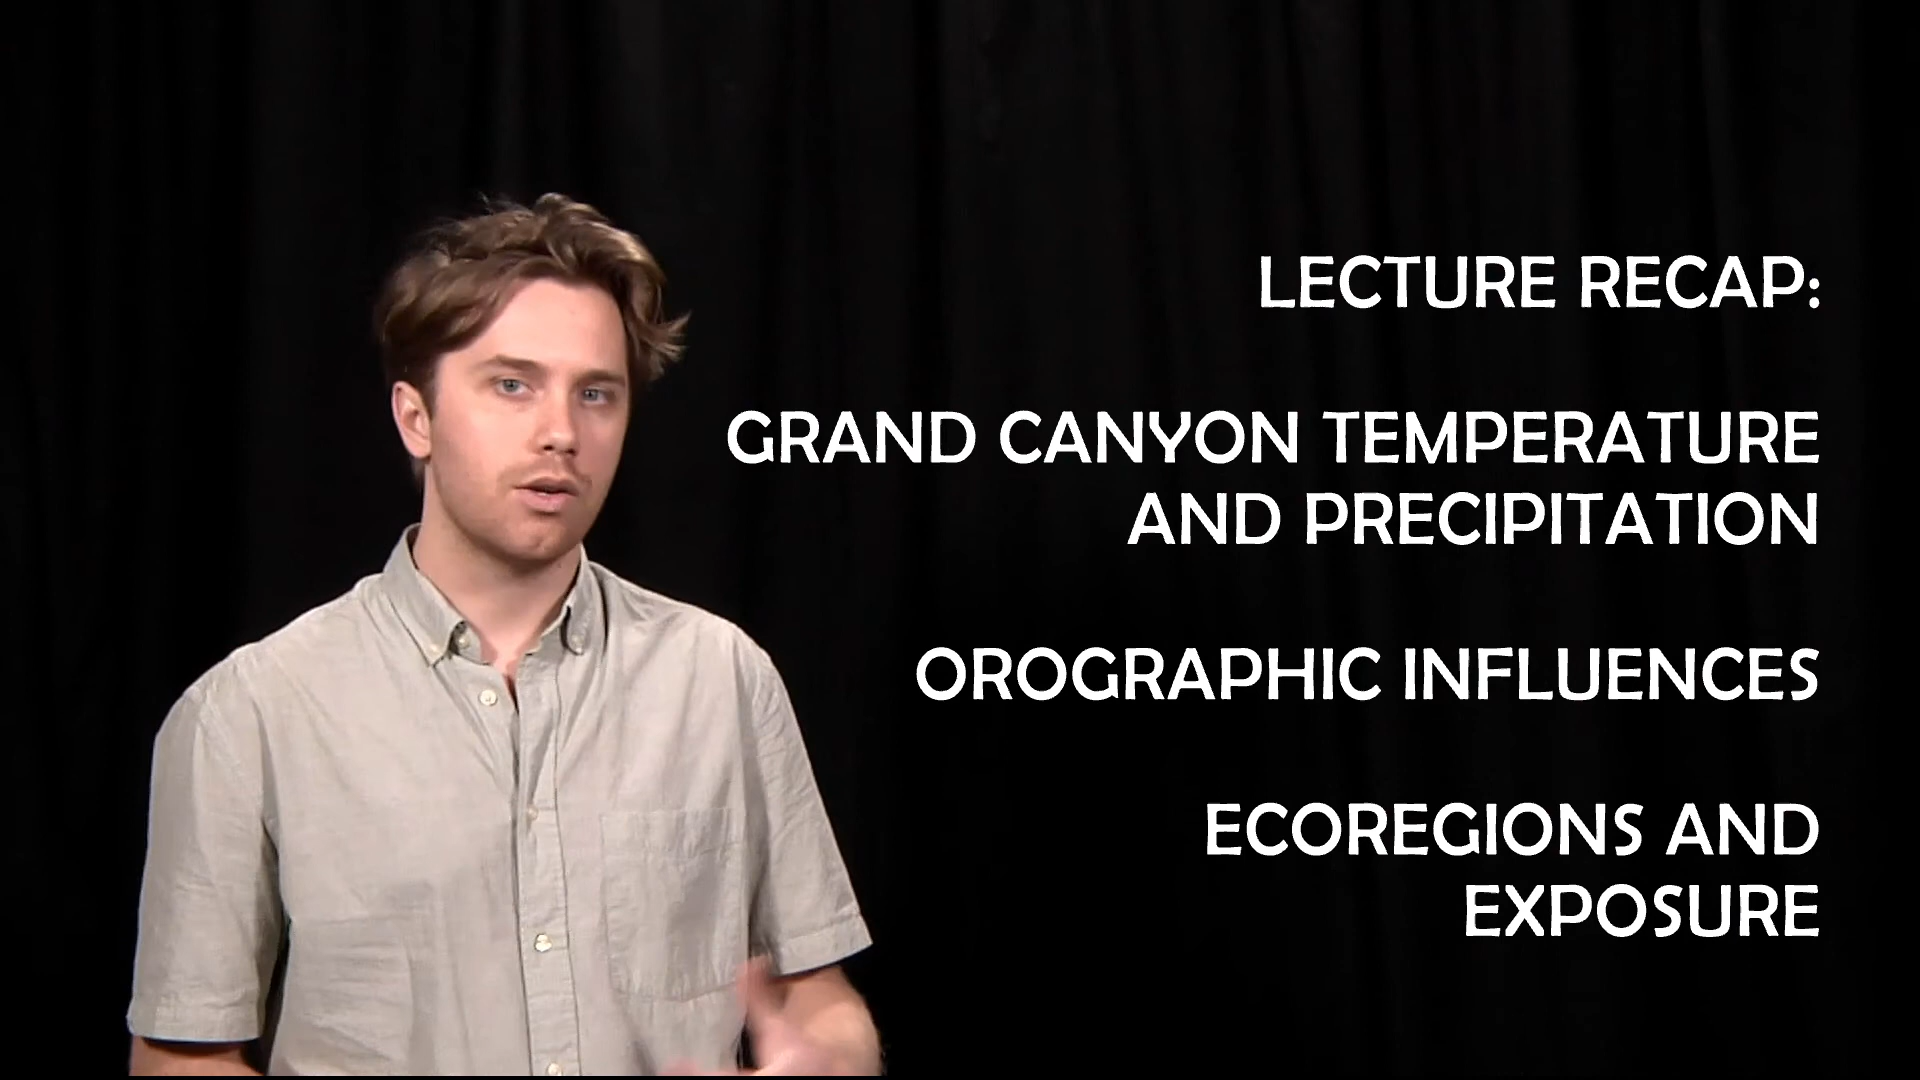 LECTURE RECAP:
GRAND CANYON TEMPERATURE
AND PRECIPITATION
OROGRAPHIC INFLUENCES
ECOREGIONS AND
EXPOSURE